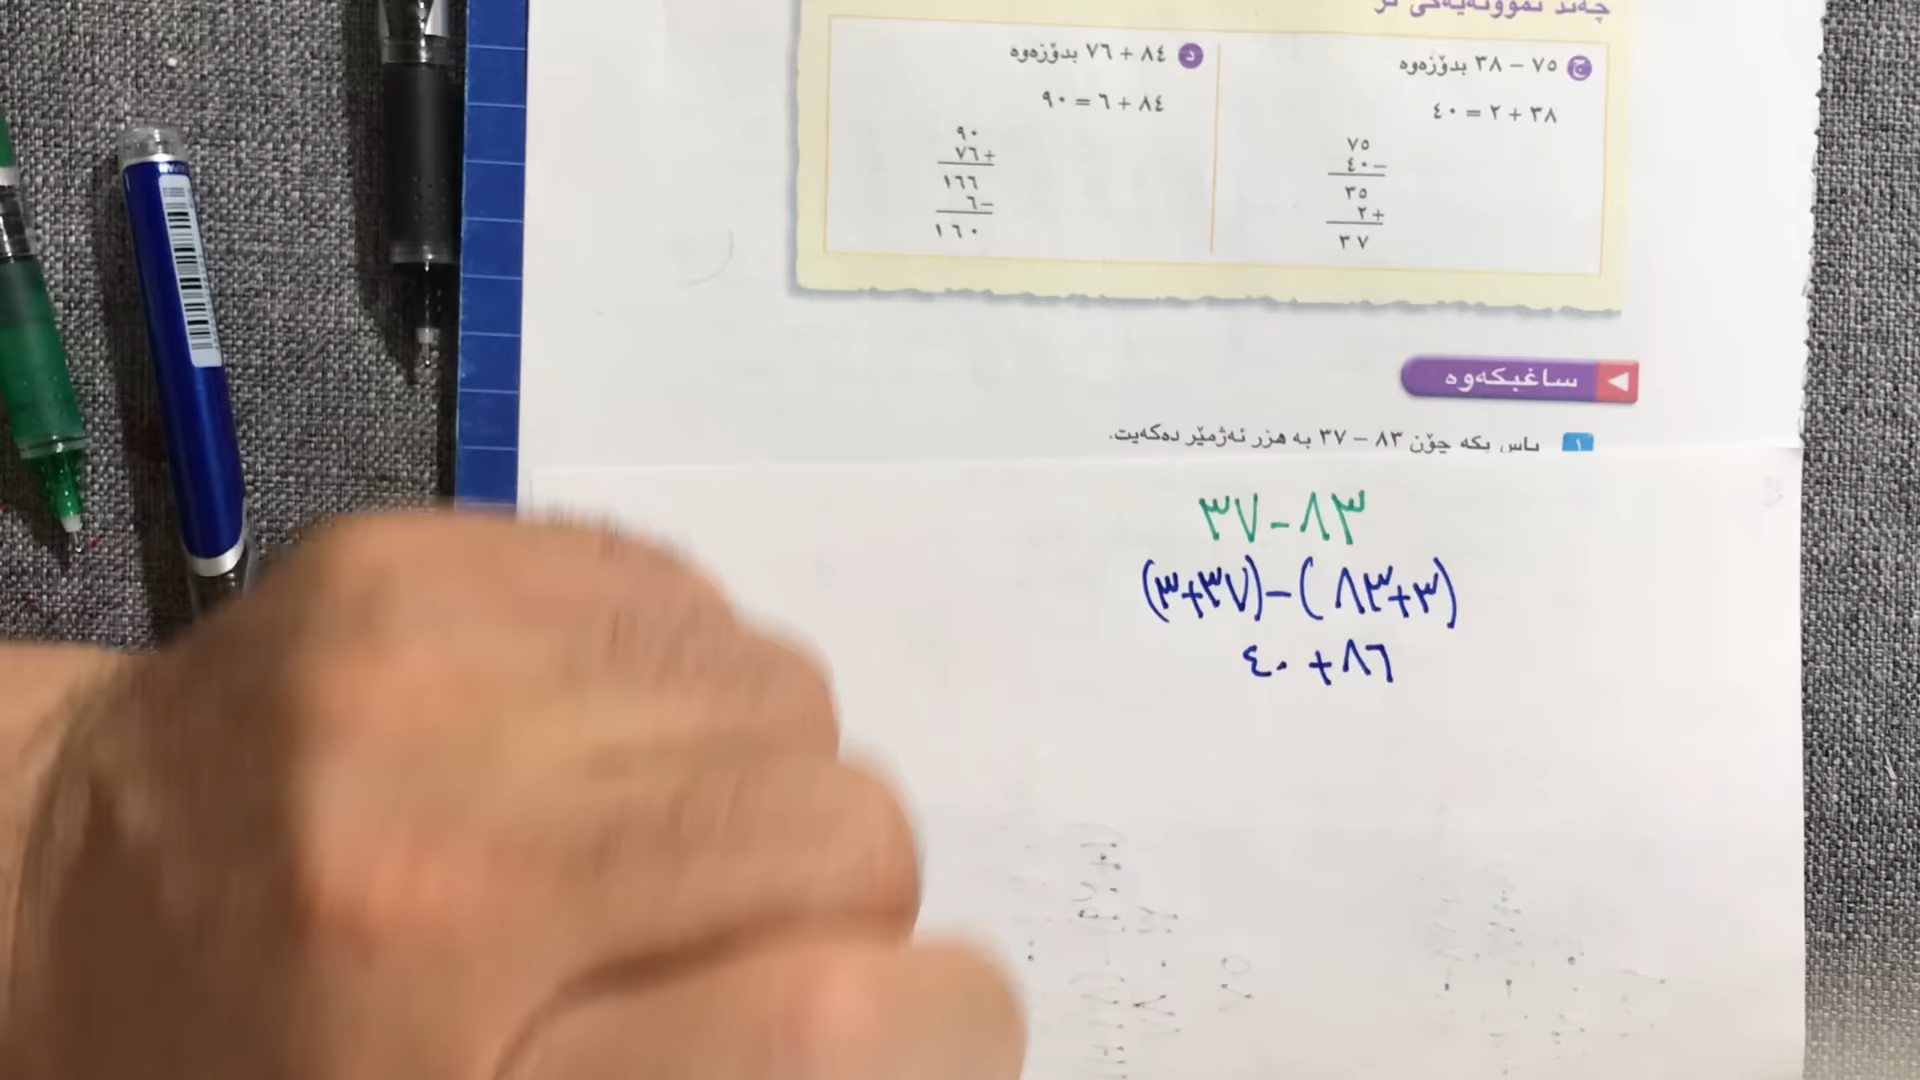 چەند نموونەیەکی تر
ج ٧٥ – ٣٨ بدۆزەوە
٣٨ + ٢ = ٤٠
٧٥
٤٠ –
٣٥
٢ +
٣٧
د ٨٤ + ٧٦ بدۆزەوە
٨٤ + ٦ = ٩٠
٩٠
٧٦ +
١٦٦
٦ –
١٦٠
ساغبکەوە
١ باس بکە چۆن ٨٣ – ٣٧ بە هزر ئەژمێر دەکەیت.
٨٣ - ٣٧
(٣+٨٣) - (٣٧+٣)
٨٦ + ٤٠